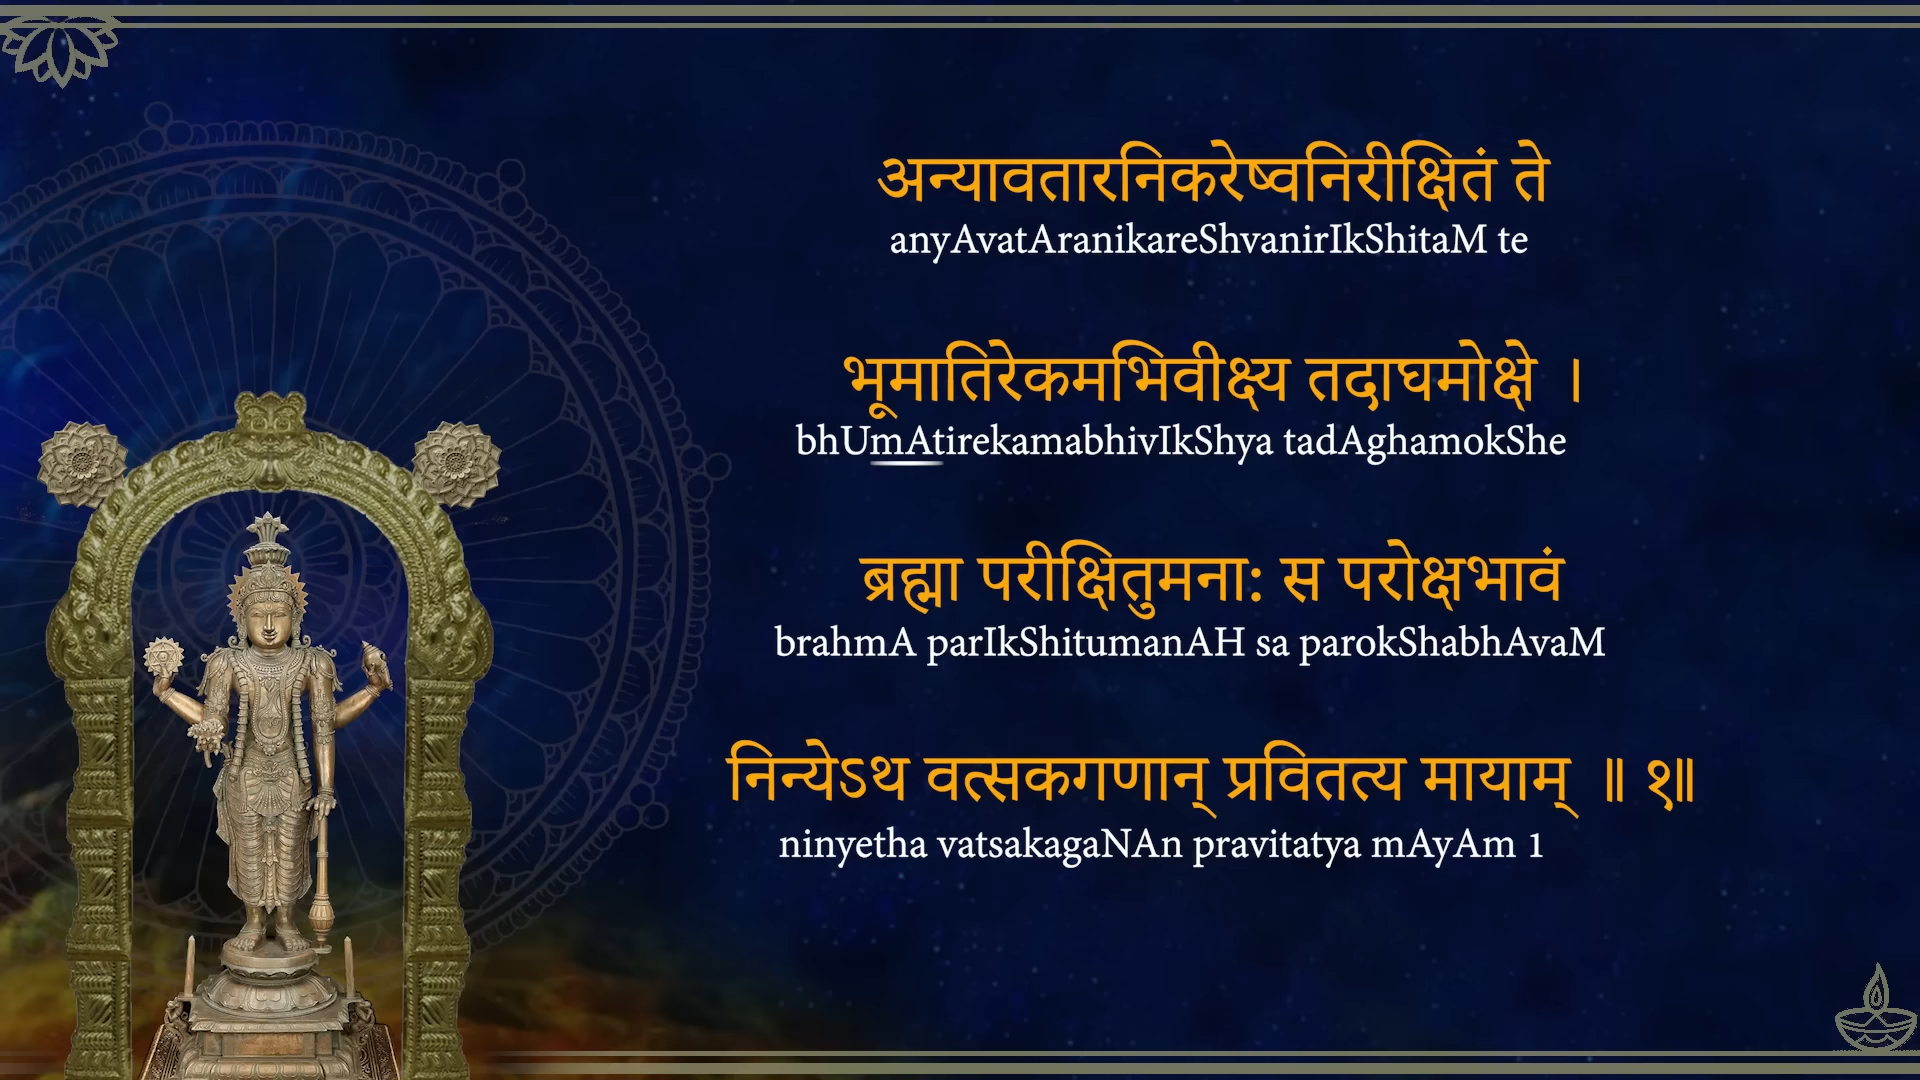 अन्यावतारनिकरेष्वनिरीक्षितं ते
anyAvatAranikareShvanirIkShitaM te
भूमातिरेकमभिवीक्ष्य तदाघमोक्षे ।
bhUmAtirekamabhivIkShya tadAghamokShe
ब्रह्मा परीक्षितुमना: स परोक्षभावं
brahmA parIkShitumanAH sa parokShabhAvaM
निन्येऽथ वत्सकगणान् प्रवितत्य मायाम् ॥ १॥
ninyetha vatsakagaNAn pravitatya mAyAm 1